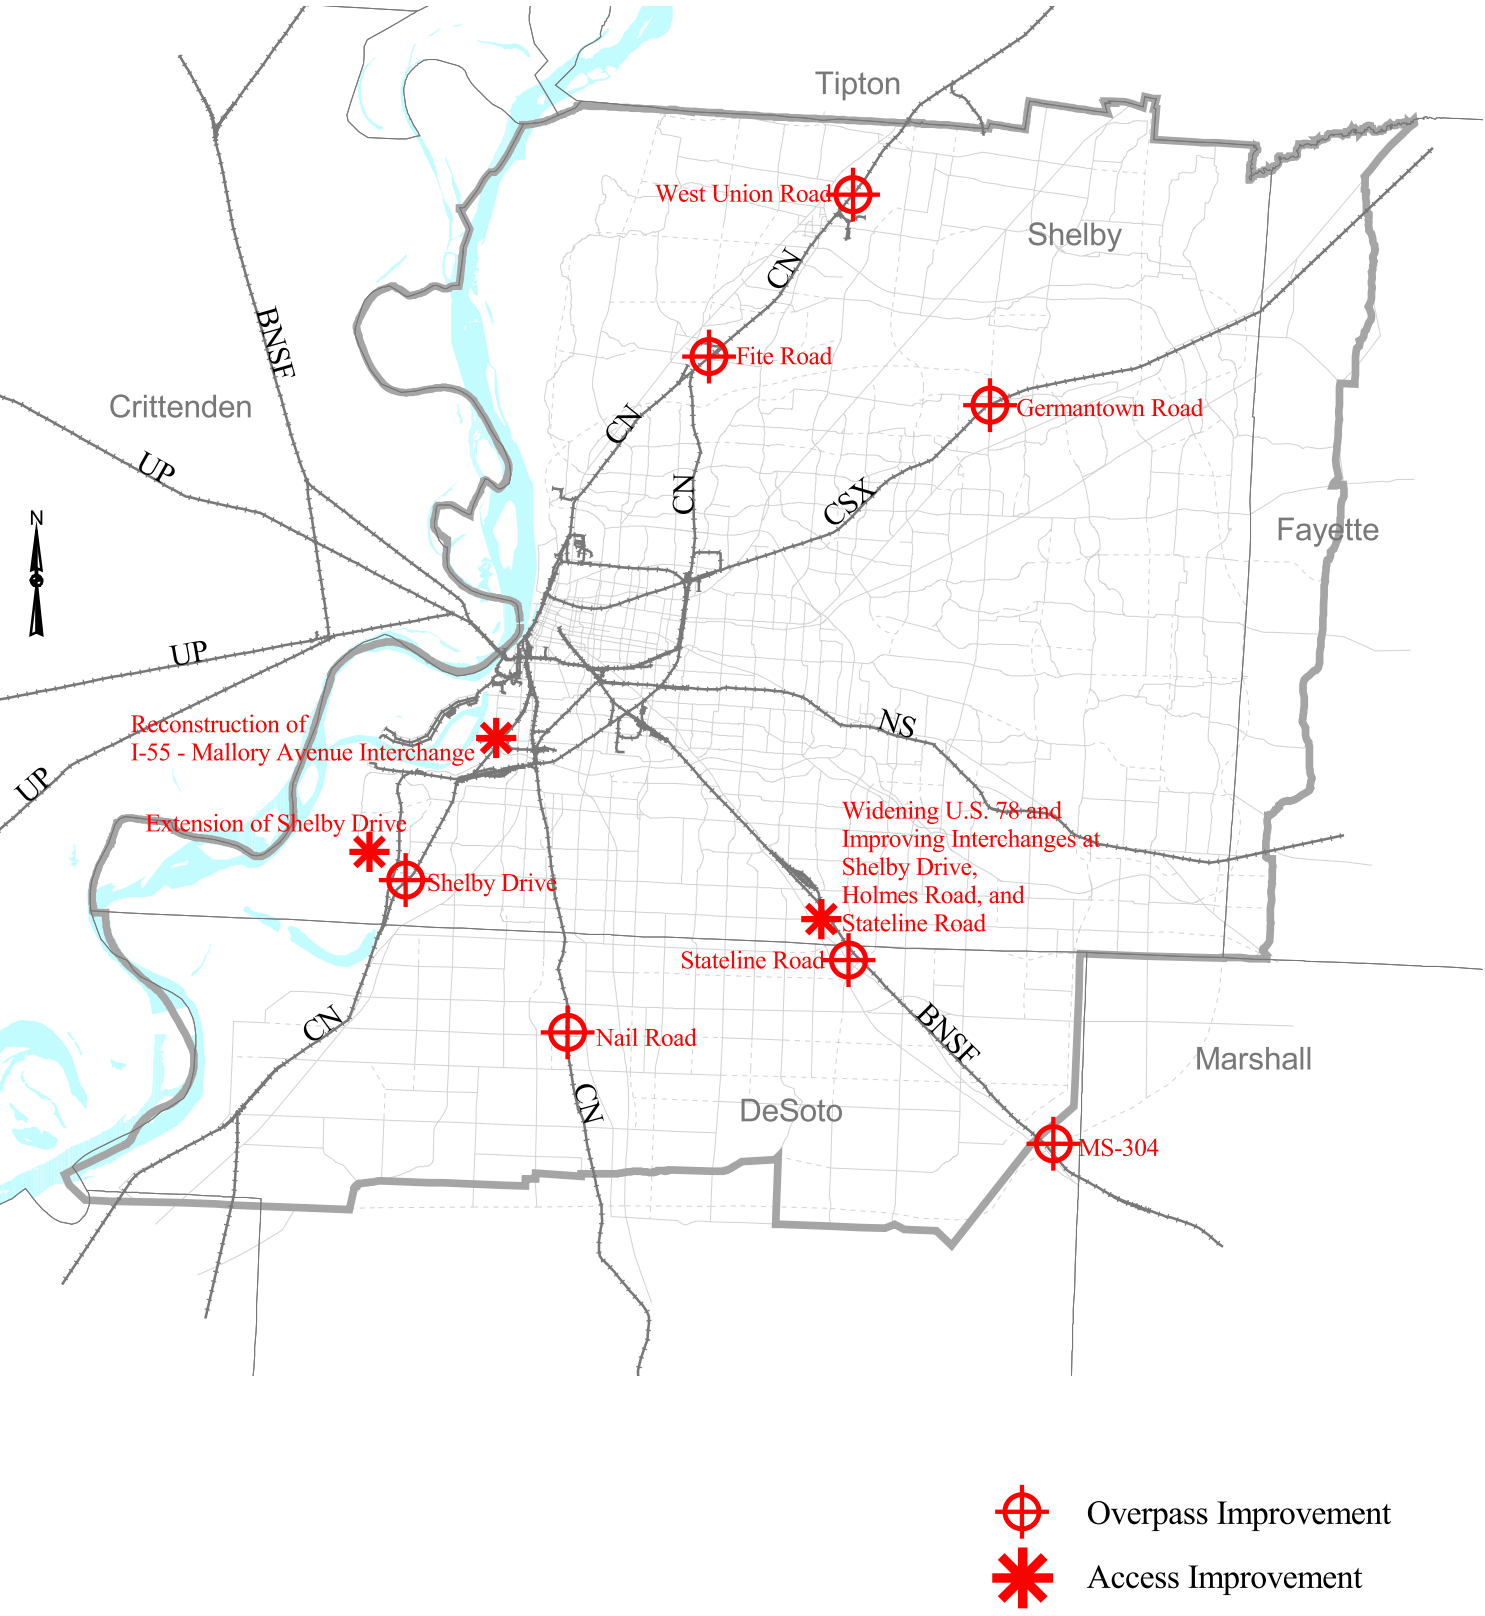 Tipton
West Union Road
Shelby
CN
BNSF
Fite Road
Crittenden
Germantown Road
CN
UP
CN
CSX
N
Fayette
UP
Reconstruction of
I-55 - Mallory Avenue Interchange
NS
UP
Extension of Shelby Drive
Widening U.S. 78 and
Improving Interchanges at
Shelby Drive,
Holmes Road, and
Stateline Road
Shelby Drive
Stateline Road
CN
Nail Road
BNSF
Marshall
CN
DeSoto
MS-304
Overpass Improvement
Access Improvement